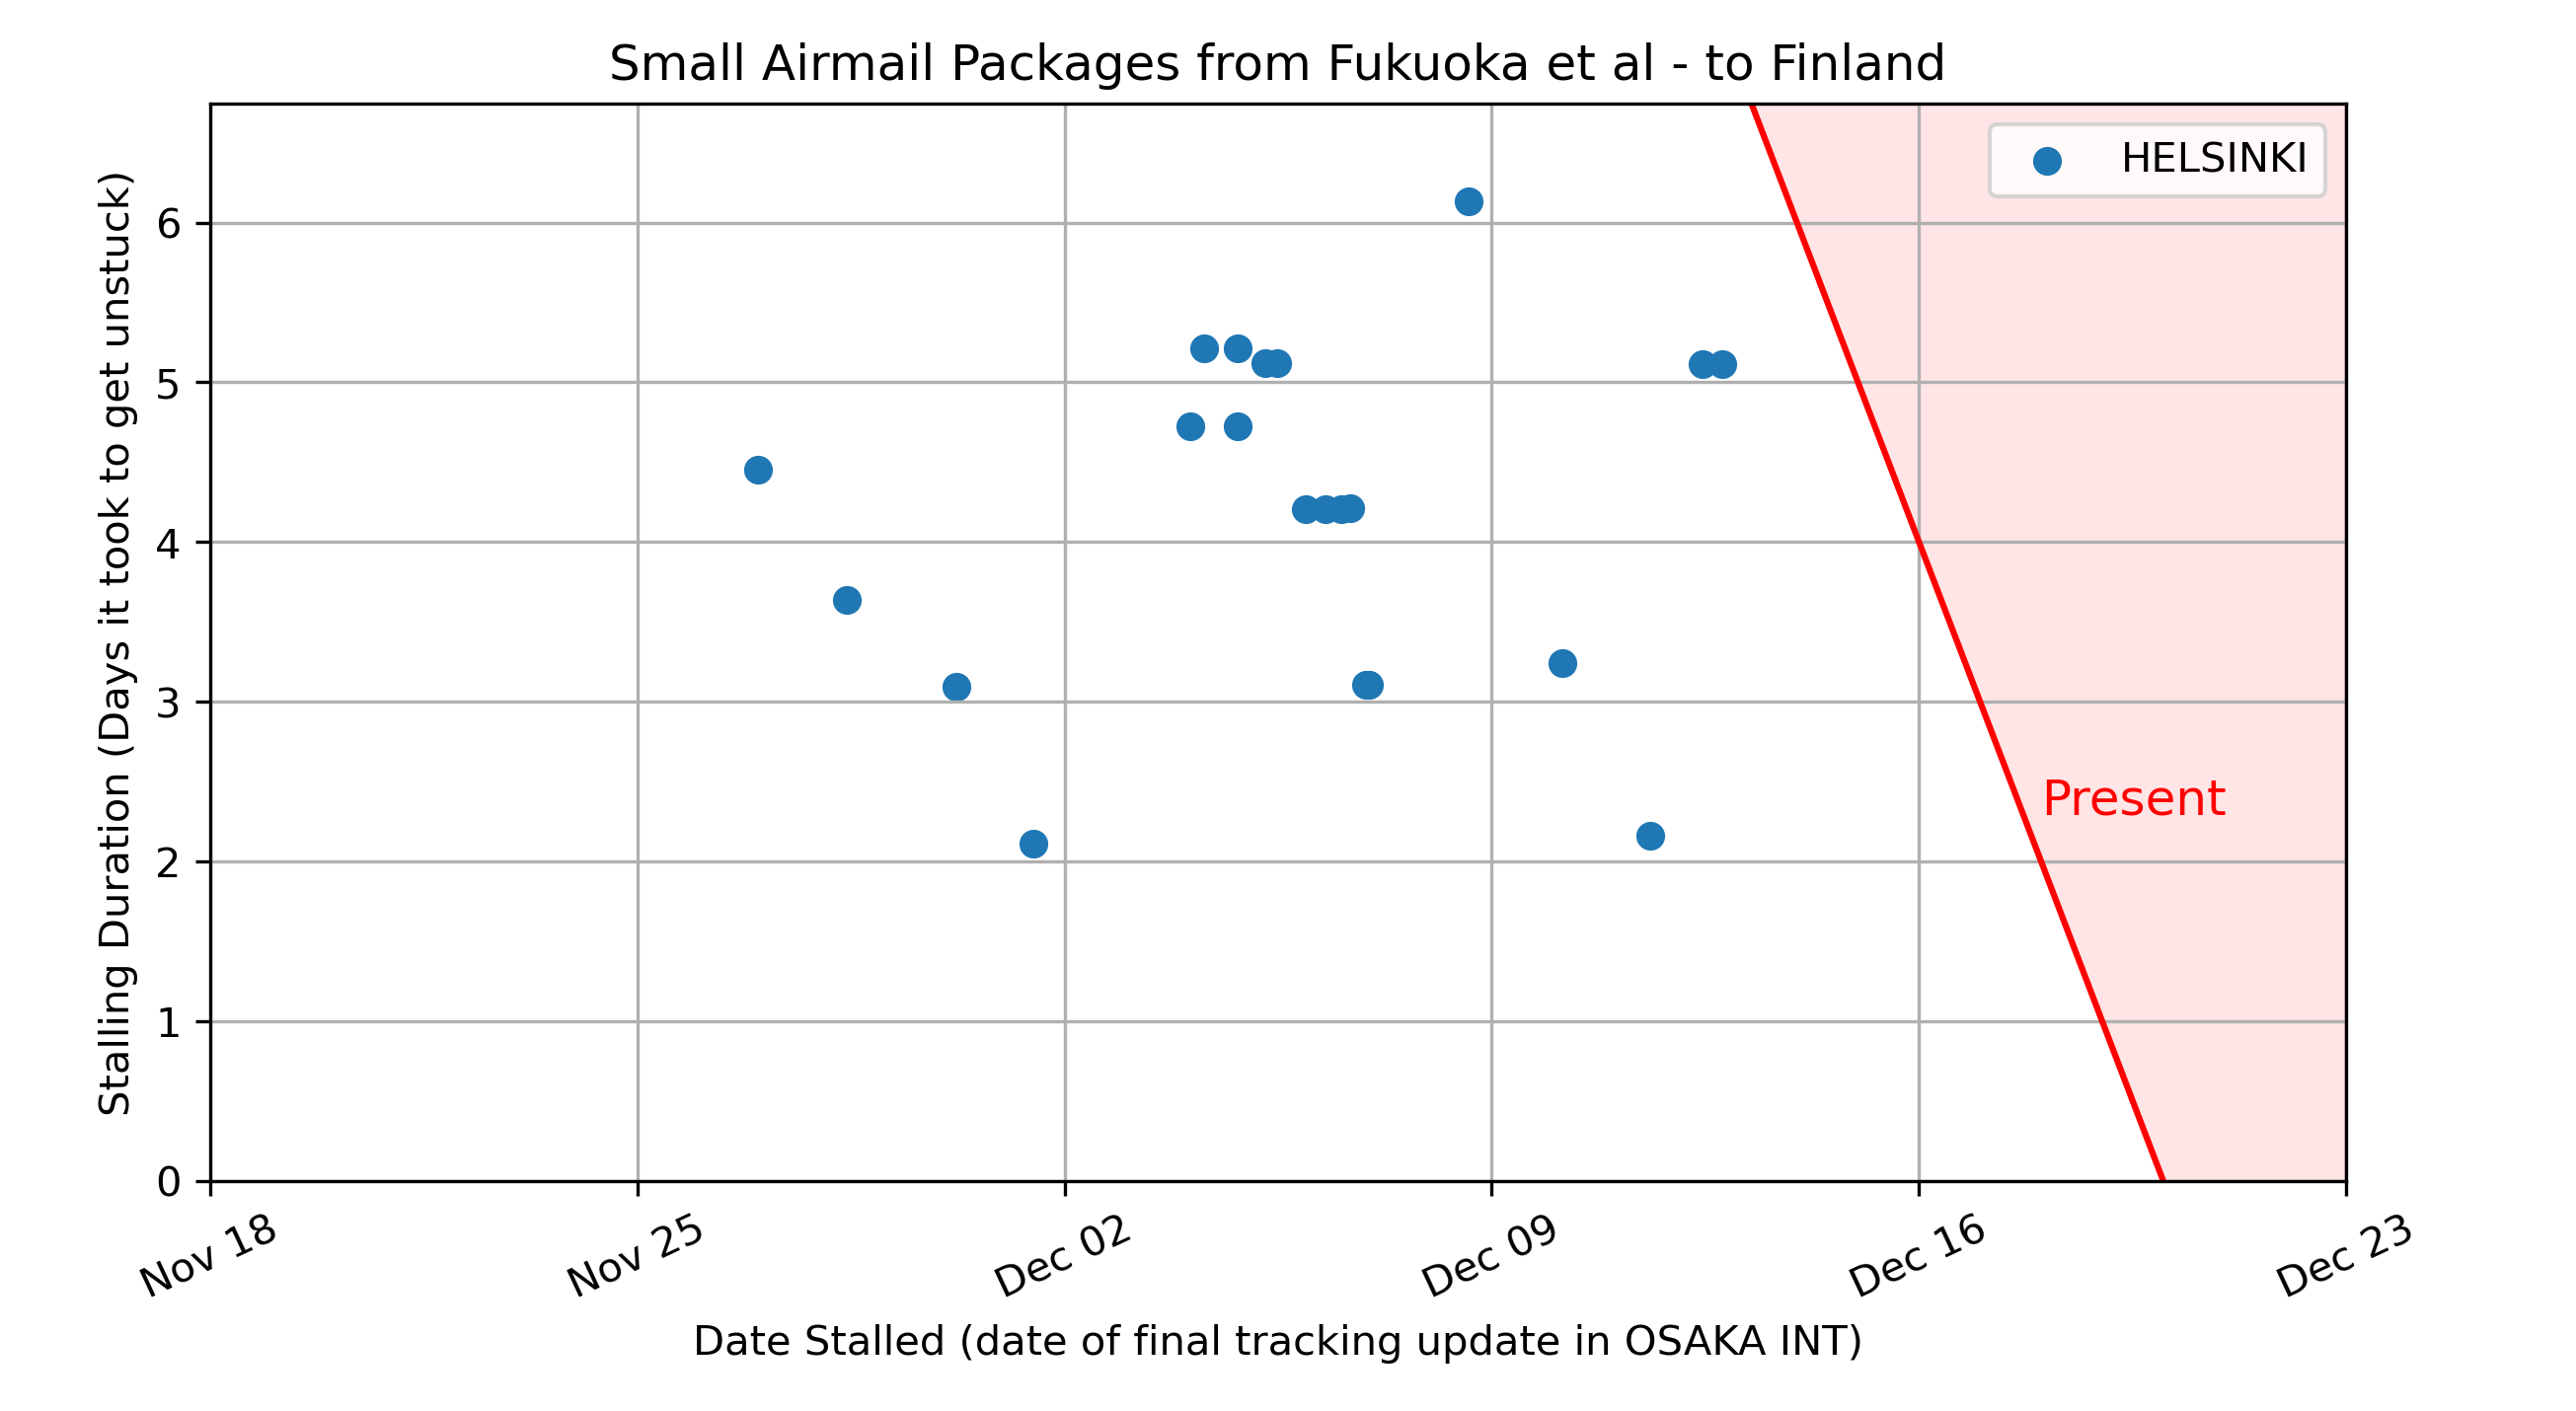 Small Airmail Packages from Fukuoka et al - to Finland
HELSINKI
Stalling Duration (Days it took to get unstuck)
6
5
4
3
2
1
0
Present
Nov 18
Nov 25
Dec 02
Dec 09
Dec 16
Dec 23
Date Stalled (date of final tracking update in OSAKA INT)